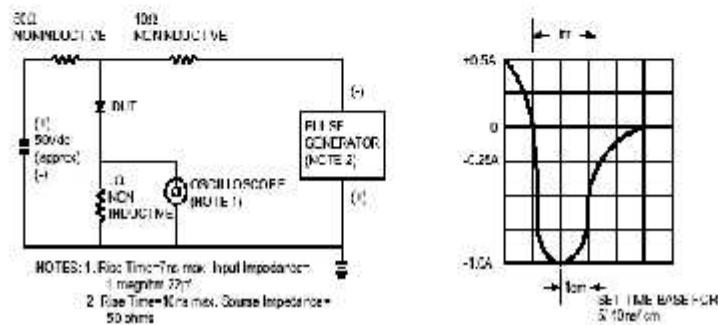 50Ω
NONINDUCTIVE
10Ω
NONINDUCTIVE
DUT
(+)
50Vdc
(approx)
(-)
Ω
NON
INDUCTIVE
OSCILLOSCOPE
(NOTE 1)
(-)
PULSE
GENERATOR
(NOTE 2)
(+)
NOTES: 1. Rise Time=7ns max. Input Impedance=
1 megohm 22pf
2. Rise Time=10ns max. Sourse Impedance=
50 ohms
trr
+0.5A
0
-0.25A
-1.0A
1cm
SET TIME BASE FOR
5/ 10ns/ cm